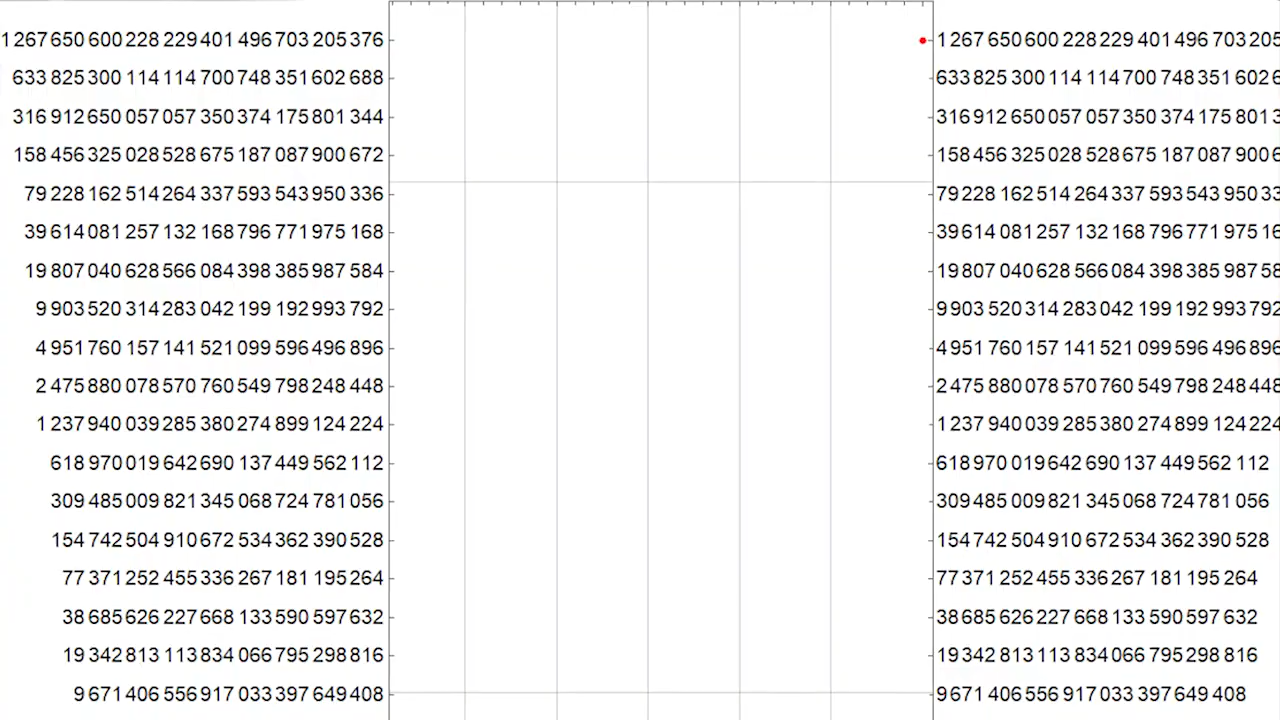 1 267 650 600 228 229 401 496 703 205 376 1 267 650 600 228 229 401 496 703 205
633 825 300 114 114 700 748 351 602 688 633 825 300 114 114 700 748 351 602 6
316 912 650 057 057 350 374 175 801 344 316 912 650 057 057 350 374 175 801 3
158 456 325 028 528 675 187 087 900 672 158 456 325 028 528 675 187 087 900 6
79 228 162 514 264 337 593 543 950 336 79 228 162 514 264 337 593 543 950 33
39 614 081 257 132 168 796 771 975 168 39 614 081 257 132 168 796 771 975 16
19 807 040 628 566 084 398 385 987 584 19 807 040 628 566 084 398 385 987 58
9 903 520 314 283 042 199 192 993 792 9 903 520 314 283 042 199 192 993 792
4 951 760 157 141 521 099 596 496 896 4 951 760 157 141 521 099 596 496 896
2 475 880 078 570 760 549 798 248 448 2 475 880 078 570 760 549 798 248 448
1 237 940 039 285 380 274 899 124 224 1 237 940 039 285 380 274 899 124 224
618 970 019 642 690 137 449 562 112 618 970 019 642 690 137 449 562 112
309 485 009 821 345 068 724 781 056 309 485 009 821 345 068 724 781 056
154 742 504 910 672 534 362 390 528 154 742 504 910 672 534 362 390 528
77 371 252 455 336 267 181 195 264 77 371 252 455 336 267 181 195 264
38 685 626 227 668 133 590 597 632 38 685 626 227 668 133 590 597 632
19 342 813 113 834 066 795 298 816 19 342 813 113 834 066 795 298 816
9 671 406 556 917 033 397 649 408 9 671 406 556 917 033 397 649 408